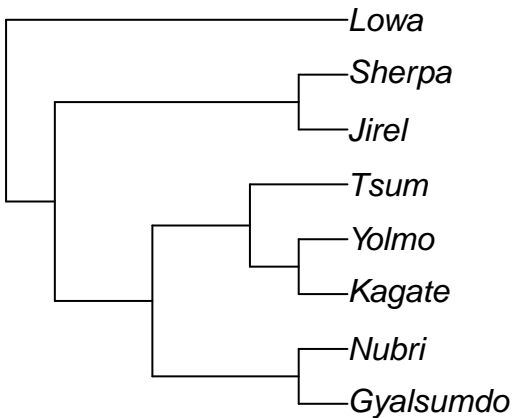 Lowa
Sherpa
Jirel
Tsum
Yolmo
Kagate
Nubri
Gyalsumdo